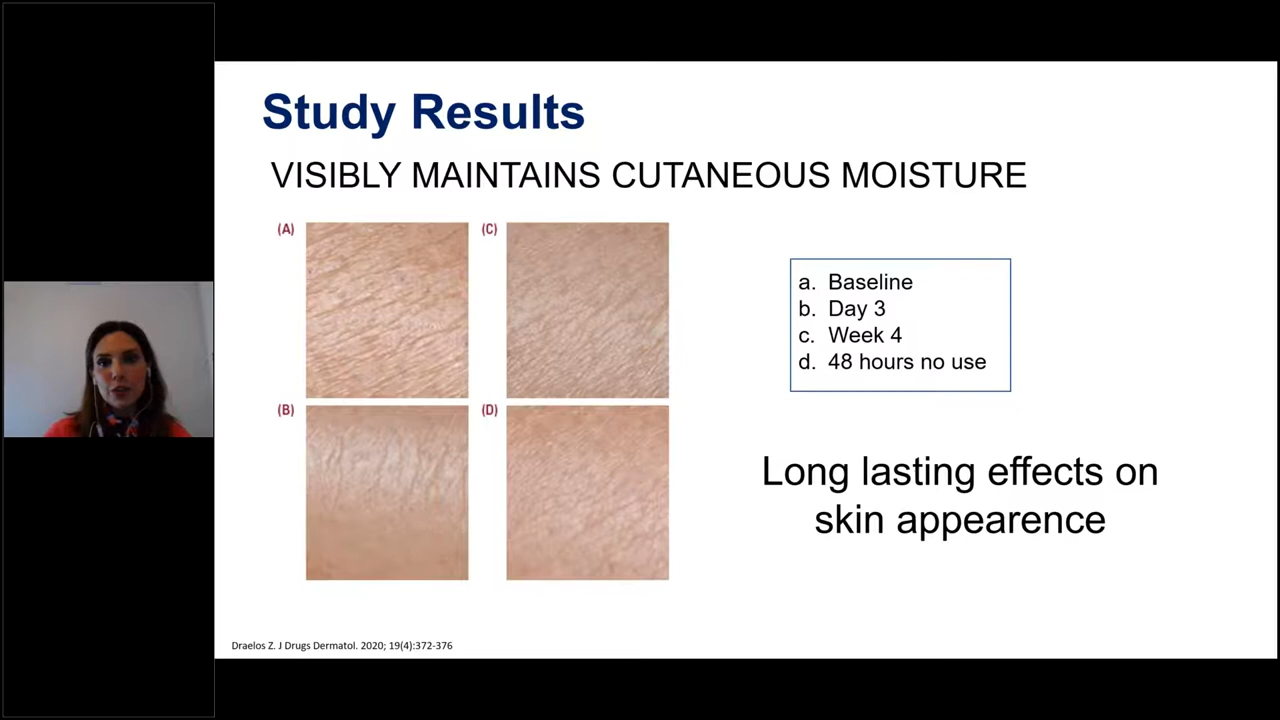 Study Results
VISIBLY MAINTAINS CUTANEOUS MOISTURE
(A)
(C)
(B)
(D)
a. Baseline
b. Day 3
c. Week 4
d. 48 hours no use
Long lasting effects on
skin appearence
Draelos Z. J Drugs Dermatol. 2020; 19(4):372-376